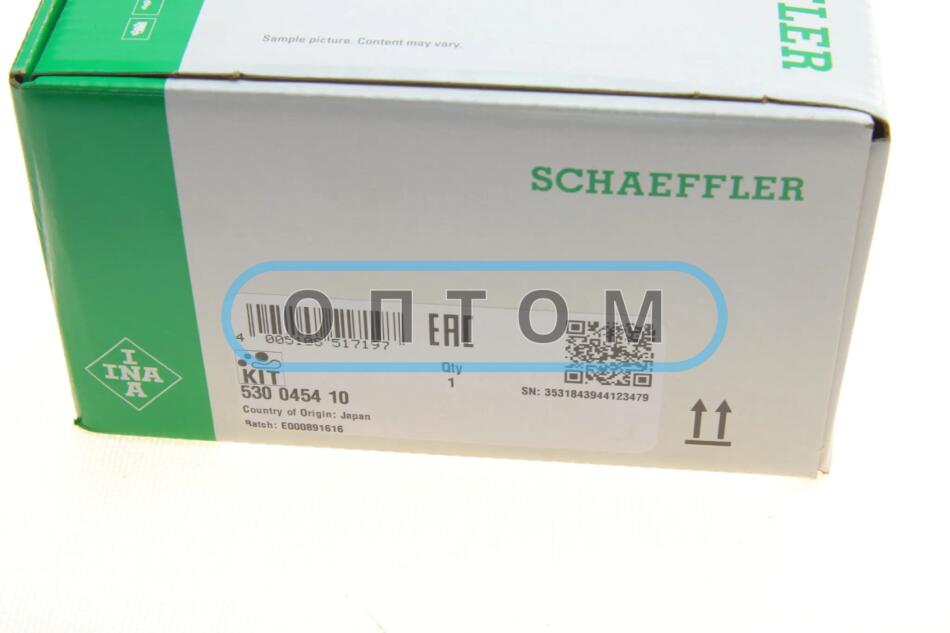 Sample picture. Content may vary.
SCHAEFFLER
ОПТОМ
EAC
INA
INA
KIT
530 0454 10
Qty
1
SN: 3531843944123479
Country of Origin: Japan
Batch: E000891616